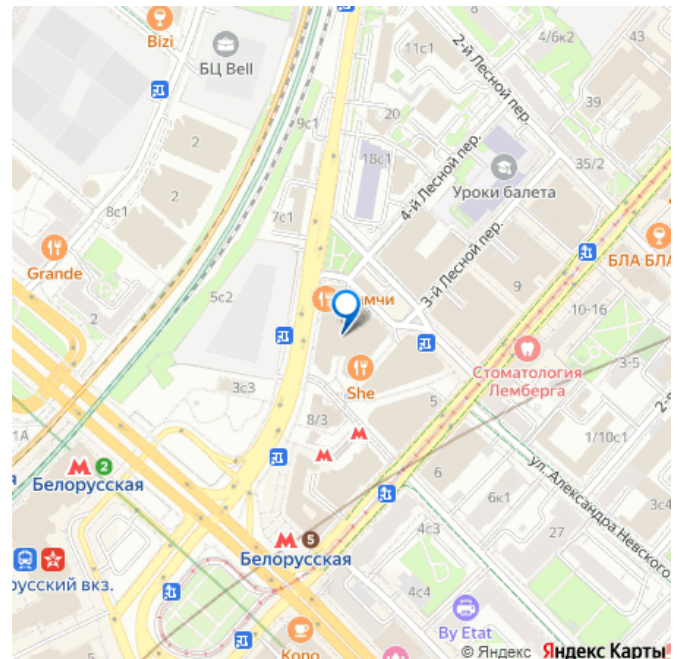 Bizi
БЦ Bell
11с1
2-й Лесной пер.
4/6к2
43
39
2
9с1
20
18с1
4-й Лесной пер.
35/2
Уроки балета
2
8с1
7с1
3-й Лесной пер.
БЛА БЛА
Grande
5с2
мчи
9
10-16
2
She
Стоматология
Лемберга
3-5
3с3
8/3
5
2-я
1А
1/10с1
2
Белорусская
6
6к1
ул. Александра Невского
3с4
5
Белорусская
4с3
27
русский вкз.
4с4
By Etat
Коno
© Яндекс Яндекс Карты